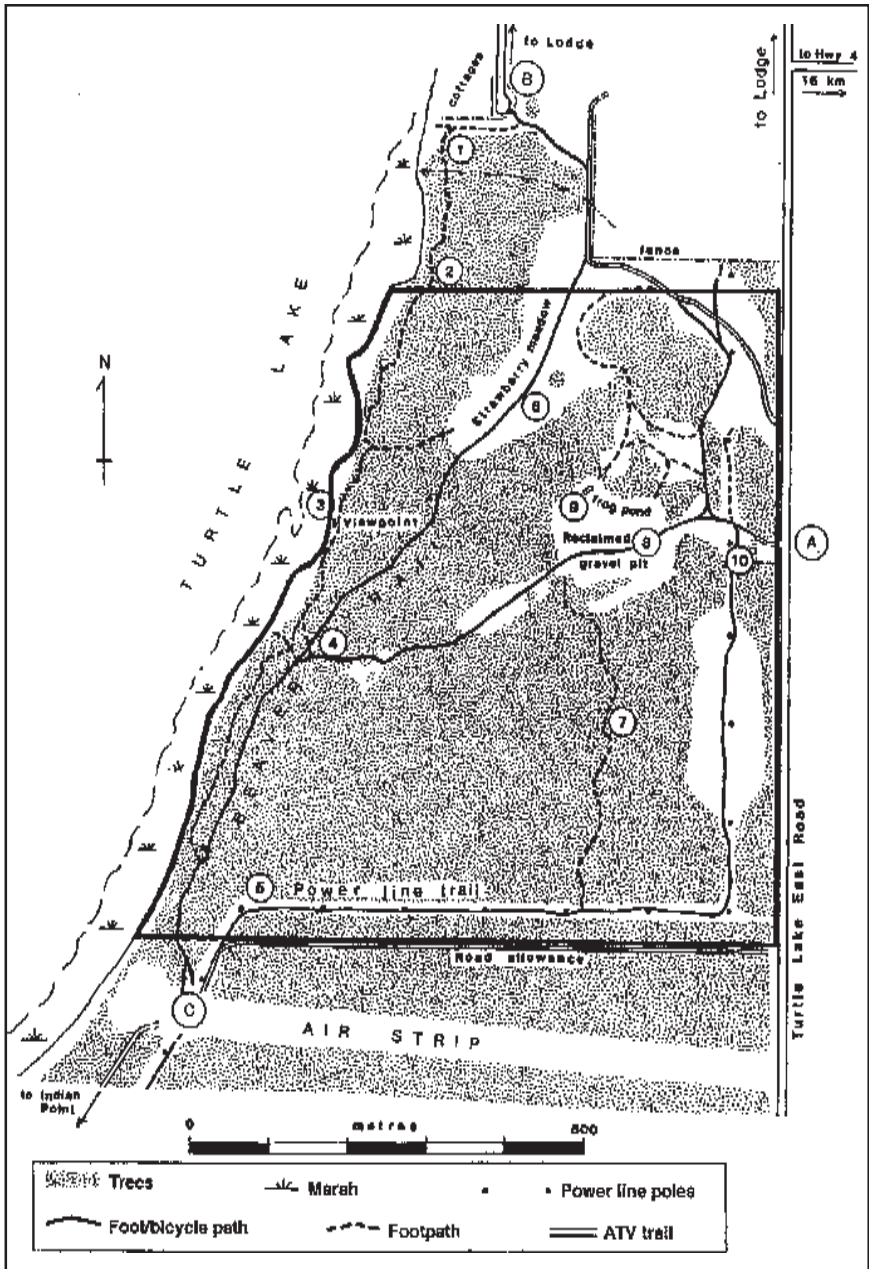 to Lodge
B
cottages
to Lodge
to Hwy 4
16 km
1
fence
2
N
TURTLE LAKE
Strawberry meadow
6
3
Viewpoint
9
frog pond
Reclaimed
gravel pit
8
A
10
BEAVER TRAIL
4
7
5
Power line trail
Turtle Lake East Road
Road allowance
C
AIR STRIP
to Indian
Point
0
metres
500
Trees
Marsh
Power line poles
Foot/bicycle path
Footpath
ATV trail